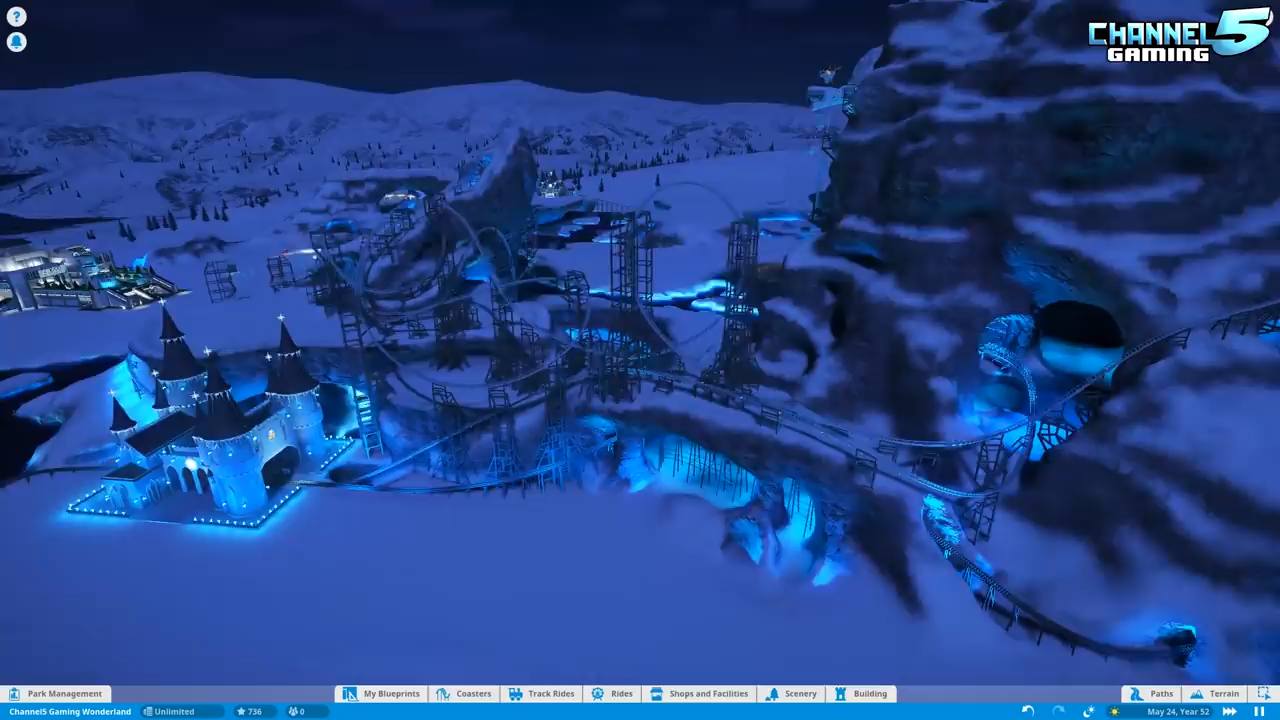 ?
CHANNEL 5
GAMING
Park Management
My Blueprints
Coasters
Track Rides
Rides
Shops and Facilities
Scenery
Building
Paths
Terrain
Channel5 Gaming Wonderland
Unlimited
736
0
May 24, Year 52